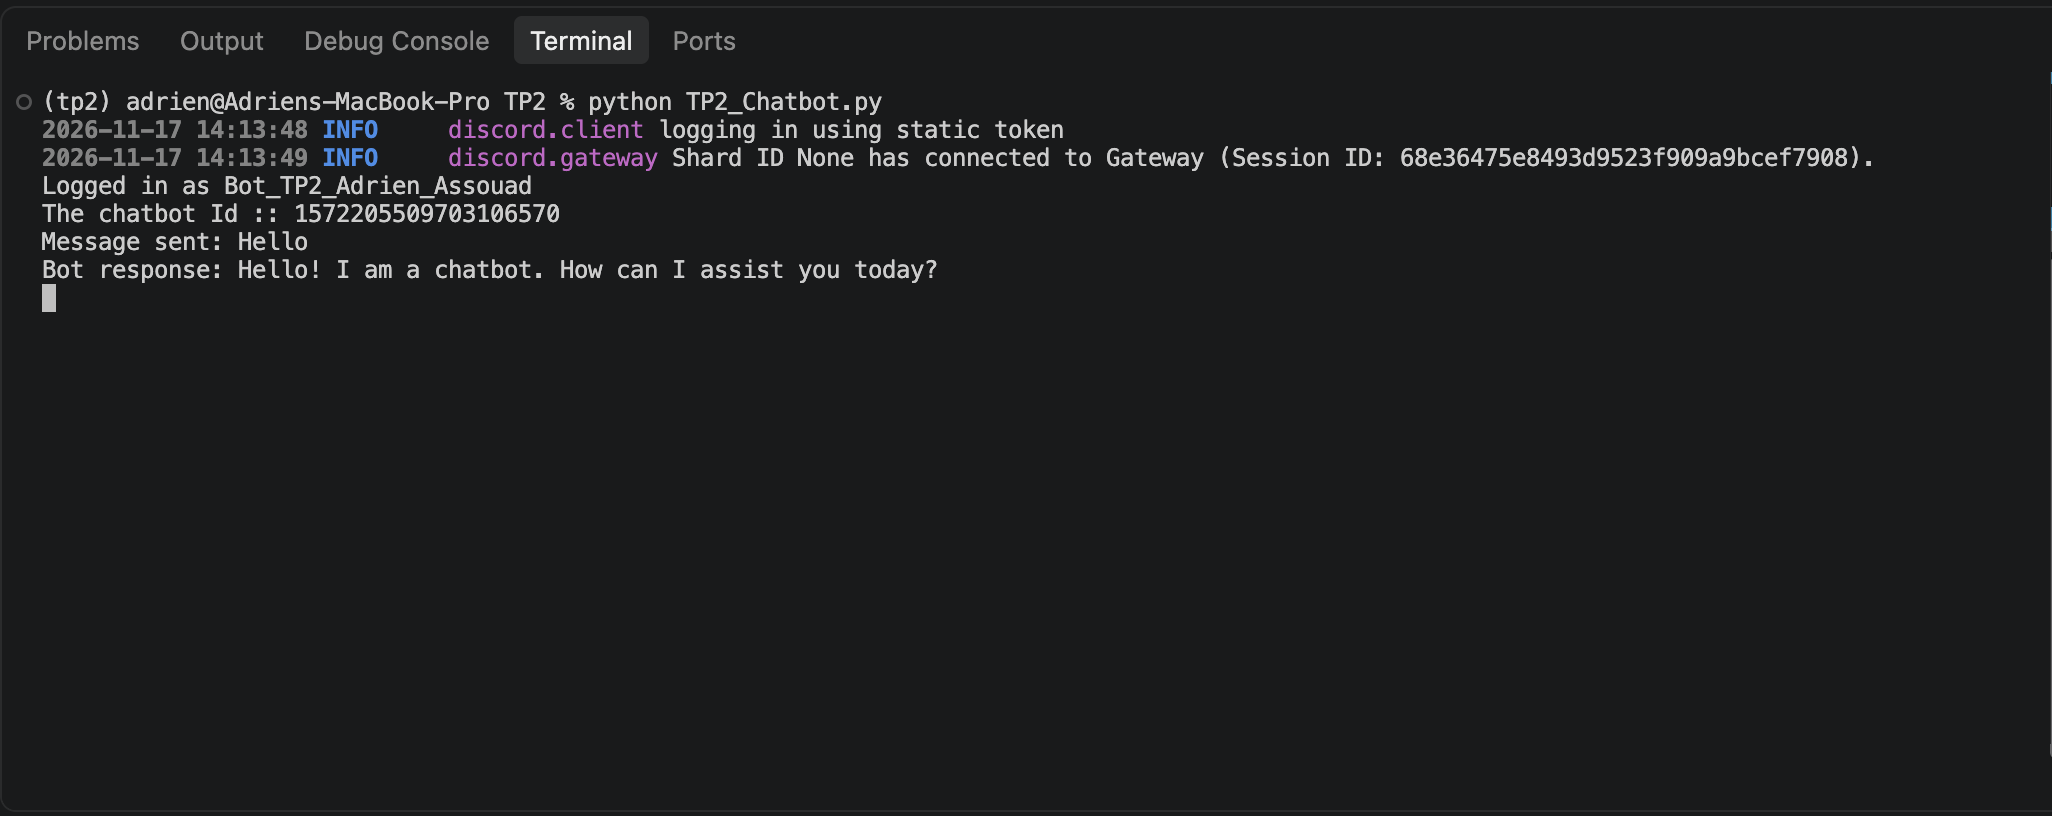 Problems Output Debug Console Terminal Ports
(tp2) adrien@Adriens-MacBook-Pro TP2 % python TP2_Chatbot.py
2026-11-17 14:13:48 INFO     discord.client logging in using static token
2026-11-17 14:13:49 INFO     discord.gateway Shard ID None has connected to Gateway (Session ID: 68e36475e8493d9523f909a9bcef7908).
Logged in as Bot_TP2_Adrien_Assouad
The chatbot Id :: 1572205509703106570
Message sent: Hello
Bot response: Hello! I am a chatbot. How can I assist you today?